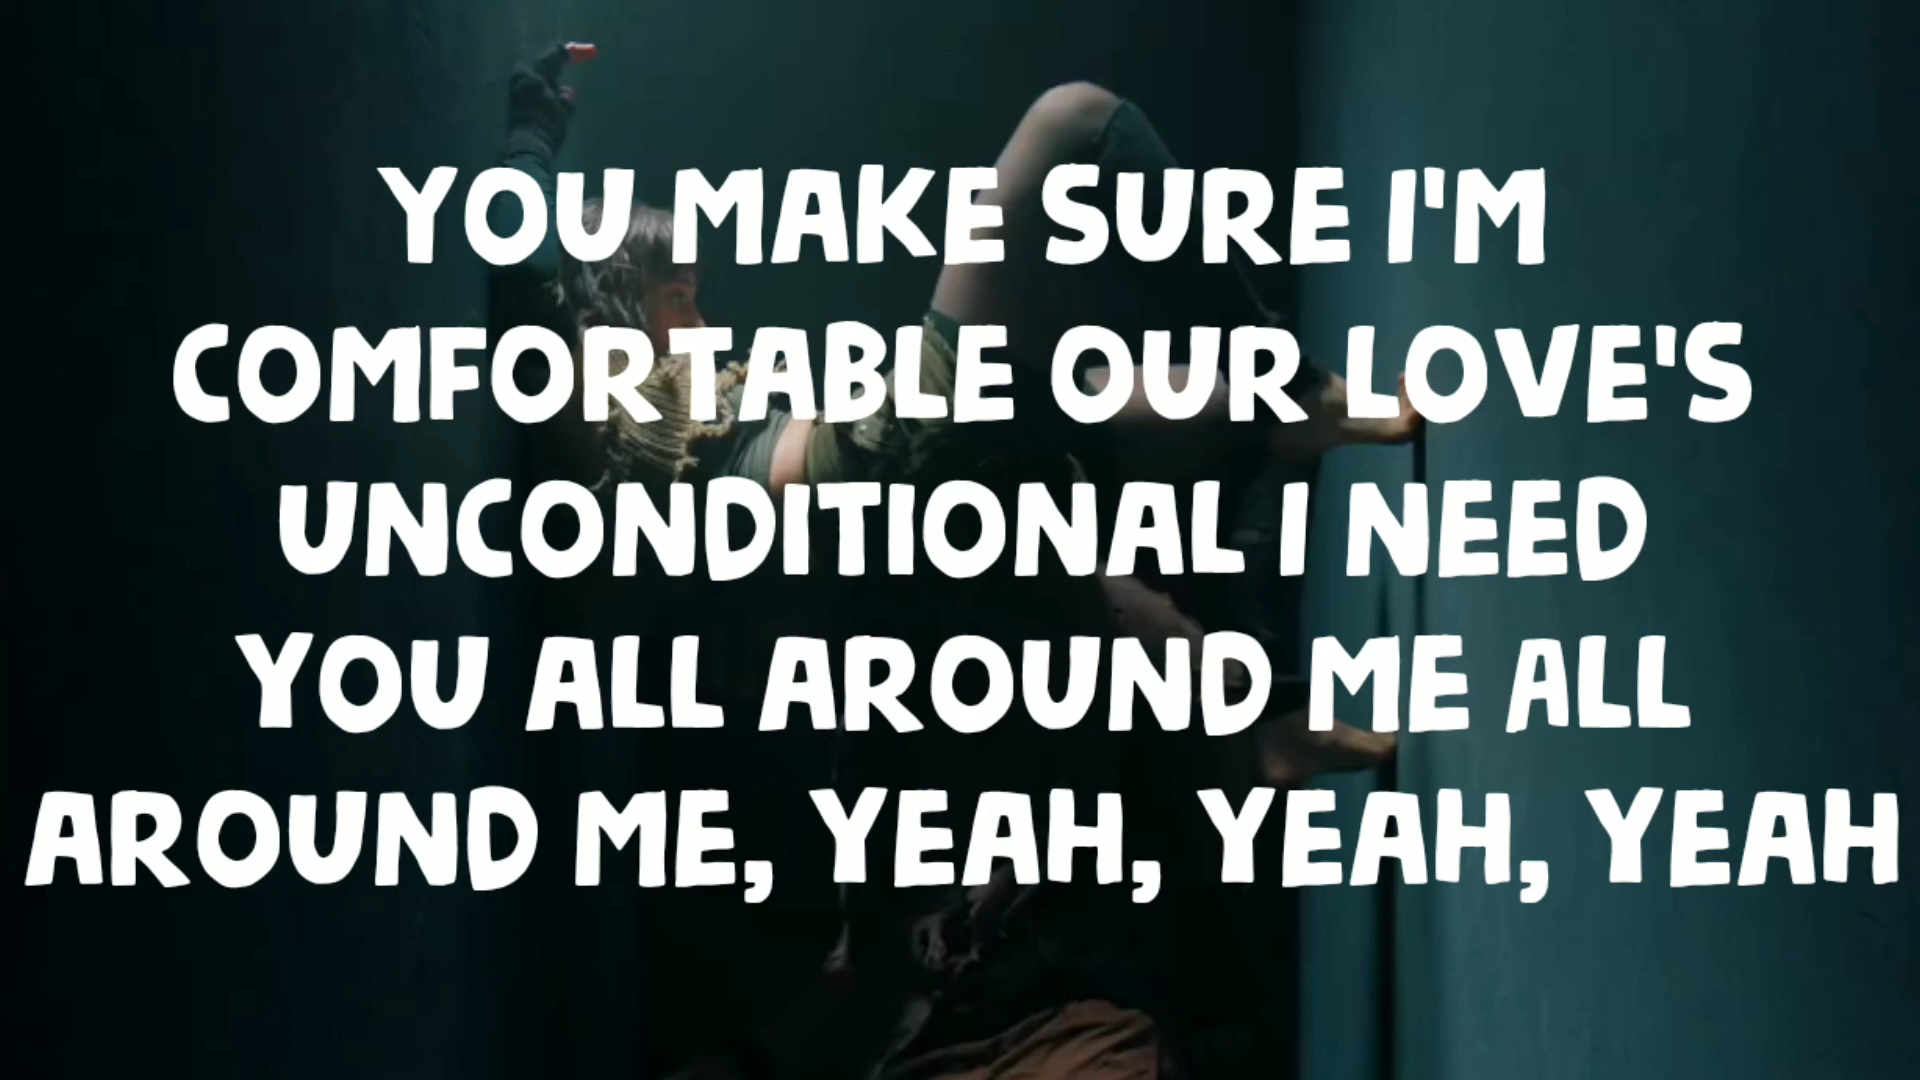 YOU MAKE SURE I'M
COMFORTABLE OUR LOVE'S
UNCONDITIONAL I NEED
YOU ALL AROUND ME ALL
AROUND ME, YEAH, YEAH, YEAH